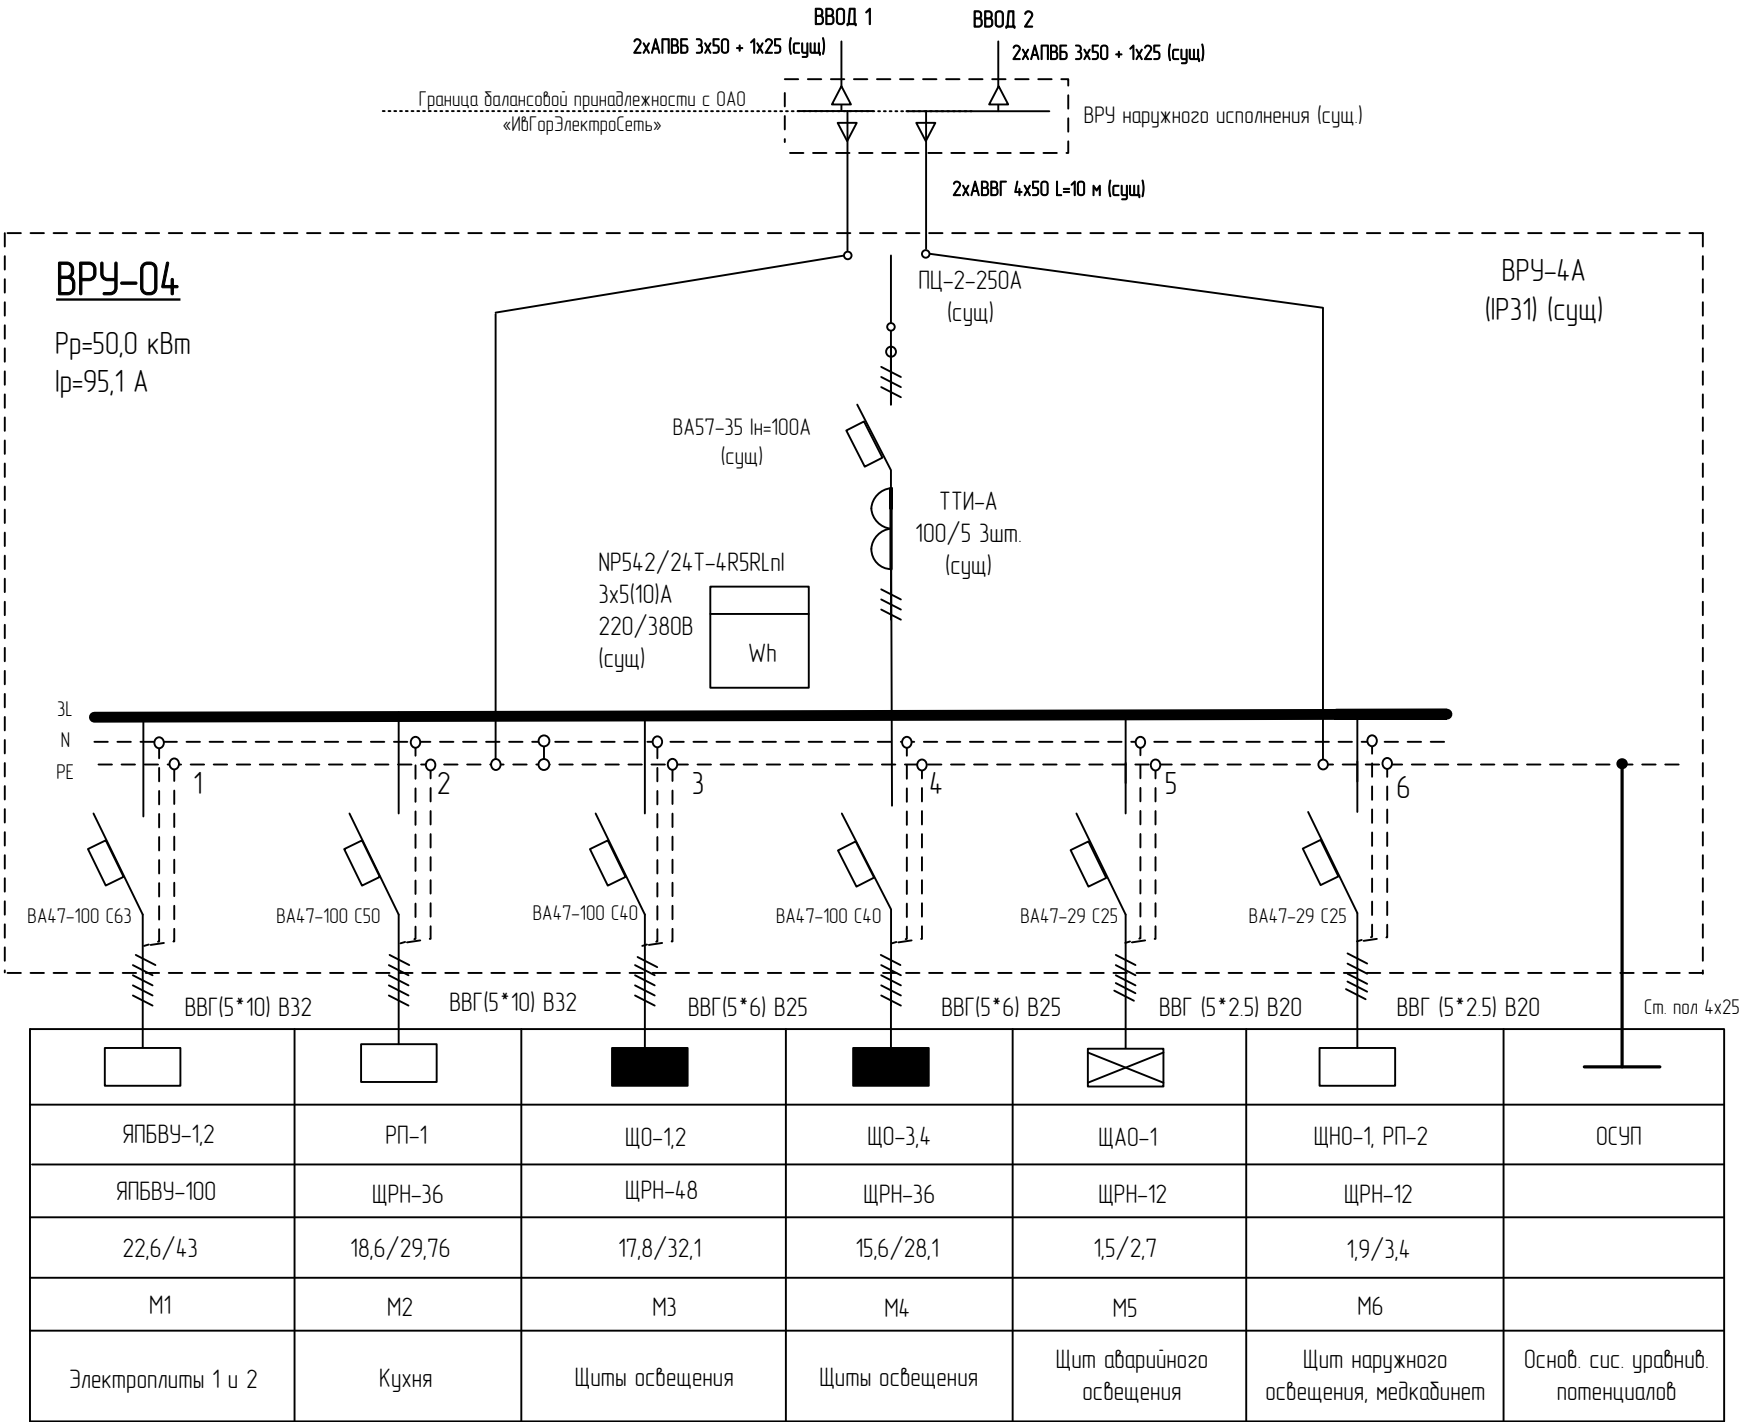 ВВОД 1
ВВОД 2
2хАПВБ 3х50 + 1х25 (сущ)
2хАПВБ 3х50 + 1х25 (сущ)
Граница балансовой принадлежности с ОАО
«ИвГорЭлектроСеть»
ВРУ наружного исполнения (сущ.)
2хАВВГ 4х50 L=10 м (сущ)
ВРУ-04
Рр=50,0 кВт
Iр=95,1 А
ПЦ-2-250А
(сущ)
ВРУ-4А
(IP31) (сущ)
ВА57-35 Iн=100А
(сущ)
ТТИ-А
100/5 3шт.
(сущ)
NP542/24T-4R5RLnI
3х5(10)А
220/380В
(сущ)
Wh
3L
N
PE
1
2
3
4
5
6
ВА47-100 С63
ВА47-100 С50
ВА47-100 С40
ВА47-100 С40
ВА47-29 С25
ВА47-29 С25
ВВГ(5*10) В32
ВВГ(5*10) В32
ВВГ(5*6) В25
ВВГ(5*6) В25
ВВГ (5*2.5) В20
ВВГ (5*2.5) В20
Ст. пол 4х25
ЯПБВУ-1,2
РП-1
ЩО-1,2
ЩО-3,4
ЩАО-1
ЩНО-1, РП-2
ОСУП
ЯПБВУ-100
ЩРН-36
ЩРН-48
ЩРН-36
ЩРН-12
ЩРН-12
22,6/43
18,6/29,76
17,8/32,1
15,6/28,1
1,5/2,7
1,9/3,4
М1
М2
М3
М4
М5
М6
Электроплиты 1 и 2
Кухня
Щиты освещения
Щиты освещения
Щит аварийного
освещения
Щит наружного
освещения, медкабинет
Основ. сис. уравнив.
потенциалов